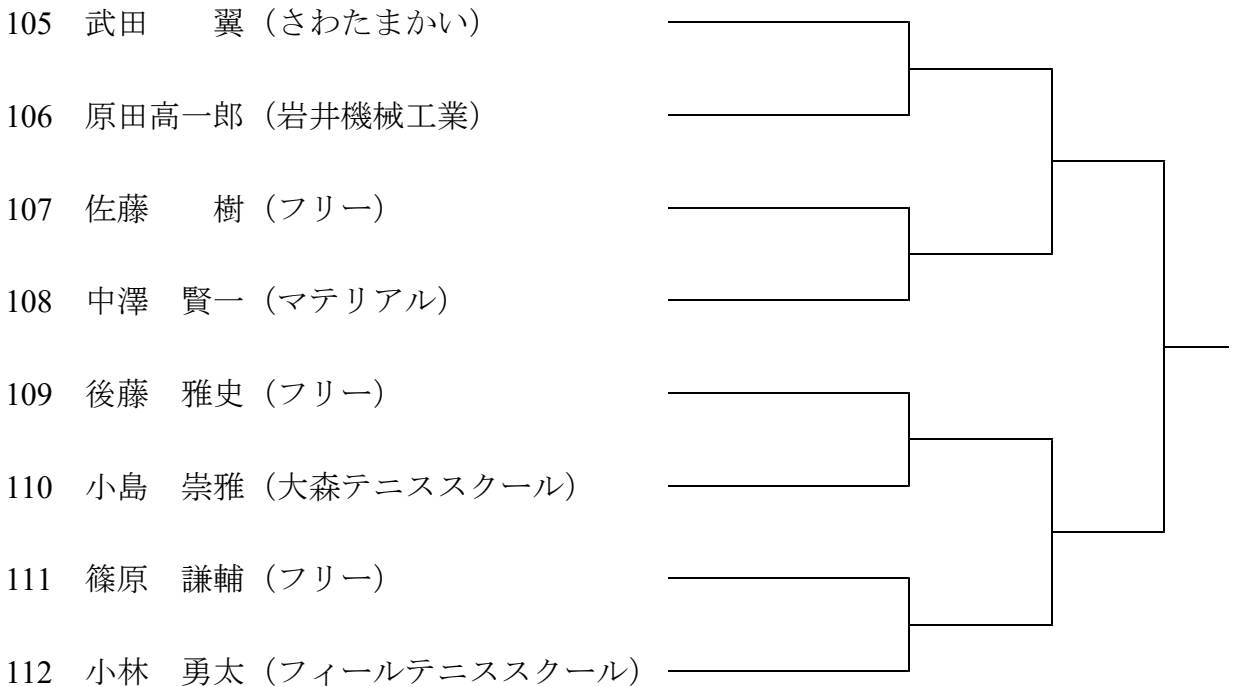 105 武田　　翼（さわたまかい）
106 原田高一郎（岩井機械工業）
107 佐藤　　樹（フリー）
108 中澤　賢一（マテリアル）
109 後藤　雅史（フリー）
110 小島　崇雅（大森テニススクール）
111 篠原　謙輔（フリー）
112 小林　勇太（フィールテニススクール）